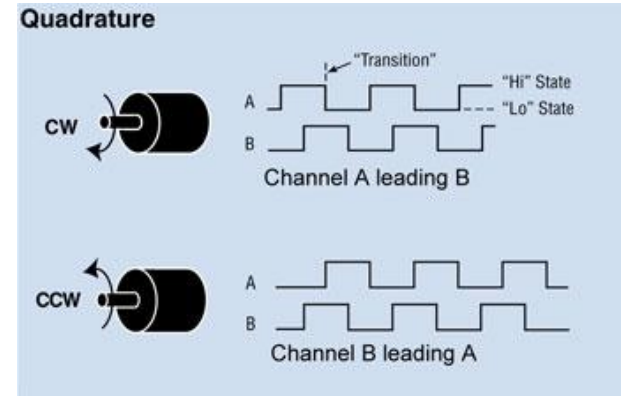 Quadrature
"Transition"
"Hi" State
A
"Lo" State
CW
B
Channel A leading B
A
CCW
B
Channel B leading A